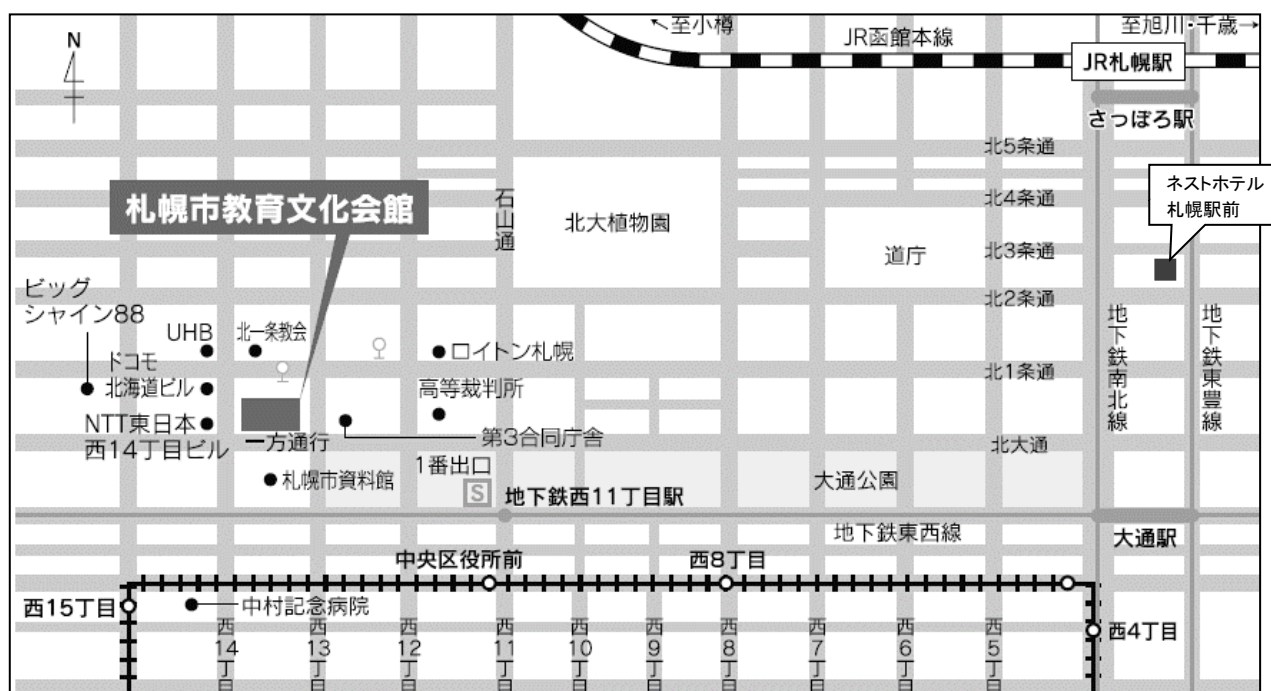 N
←至小樽
JR函館本線
至旭川・千歳→
JR札幌駅
さっぽろ駅
北5条通
ネストホテル
札幌駅前
北4条通
札幌市教育文化会館
石山通
北大植物園
道庁
北3条通
ビッグ
シャイン88
北2条通
UHB
北一条教会
ロイトン札幌
地下鉄南北線
地下鉄東豊線
ドコモ
北海道ビル
高等裁判所
北1条通
NTT東日本
西14丁目ビル
一方通行
第3合同庁舎
北大通
1番出口
札幌市資料館
S
地下鉄西11丁目駅
大通公園
地下鉄東西線
大通駅
中央区役所前
西8丁目
西15丁目
中村記念病院
西4丁目
西14丁目
西13丁目
西12丁目
西11丁目
西10丁目
西9丁目
西8丁目
西7丁目
西6丁目
西5丁目